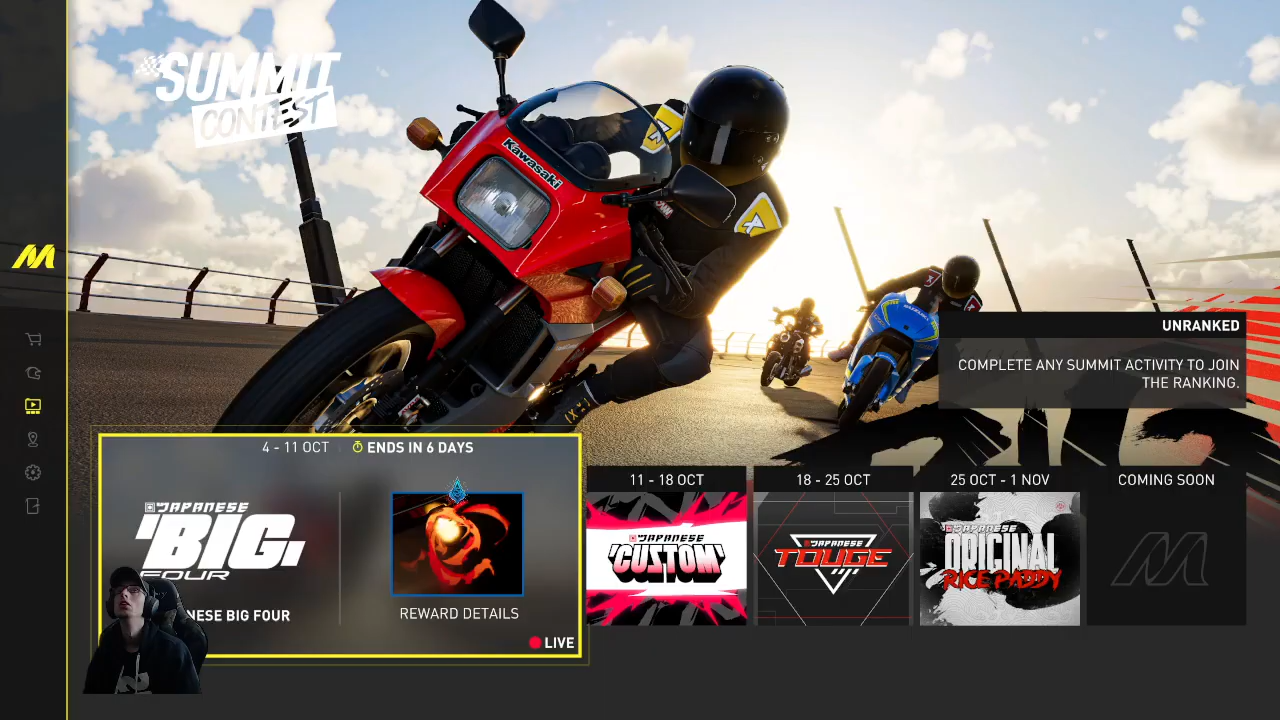 SUMMIT
CONTEST
Kawasaki
UNRANKED
COMPLETE ANY SUMMIT ACTIVITY TO JOIN
THE RANKING.
4 - 11 OCT
ENDS IN 6 DAYS
JAPANESE
BIG
FOUR
NESE BIG FOUR
REWARD DETAILS
LIVE
11 - 18 OCT
JAPANESE
'CUSTOM'
18 - 25 OCT
JAPANESE
TOUGE
25 OCT - 1 NOV
JAPANESE
ORIGINAL
RICE PADDY
COMING SOON